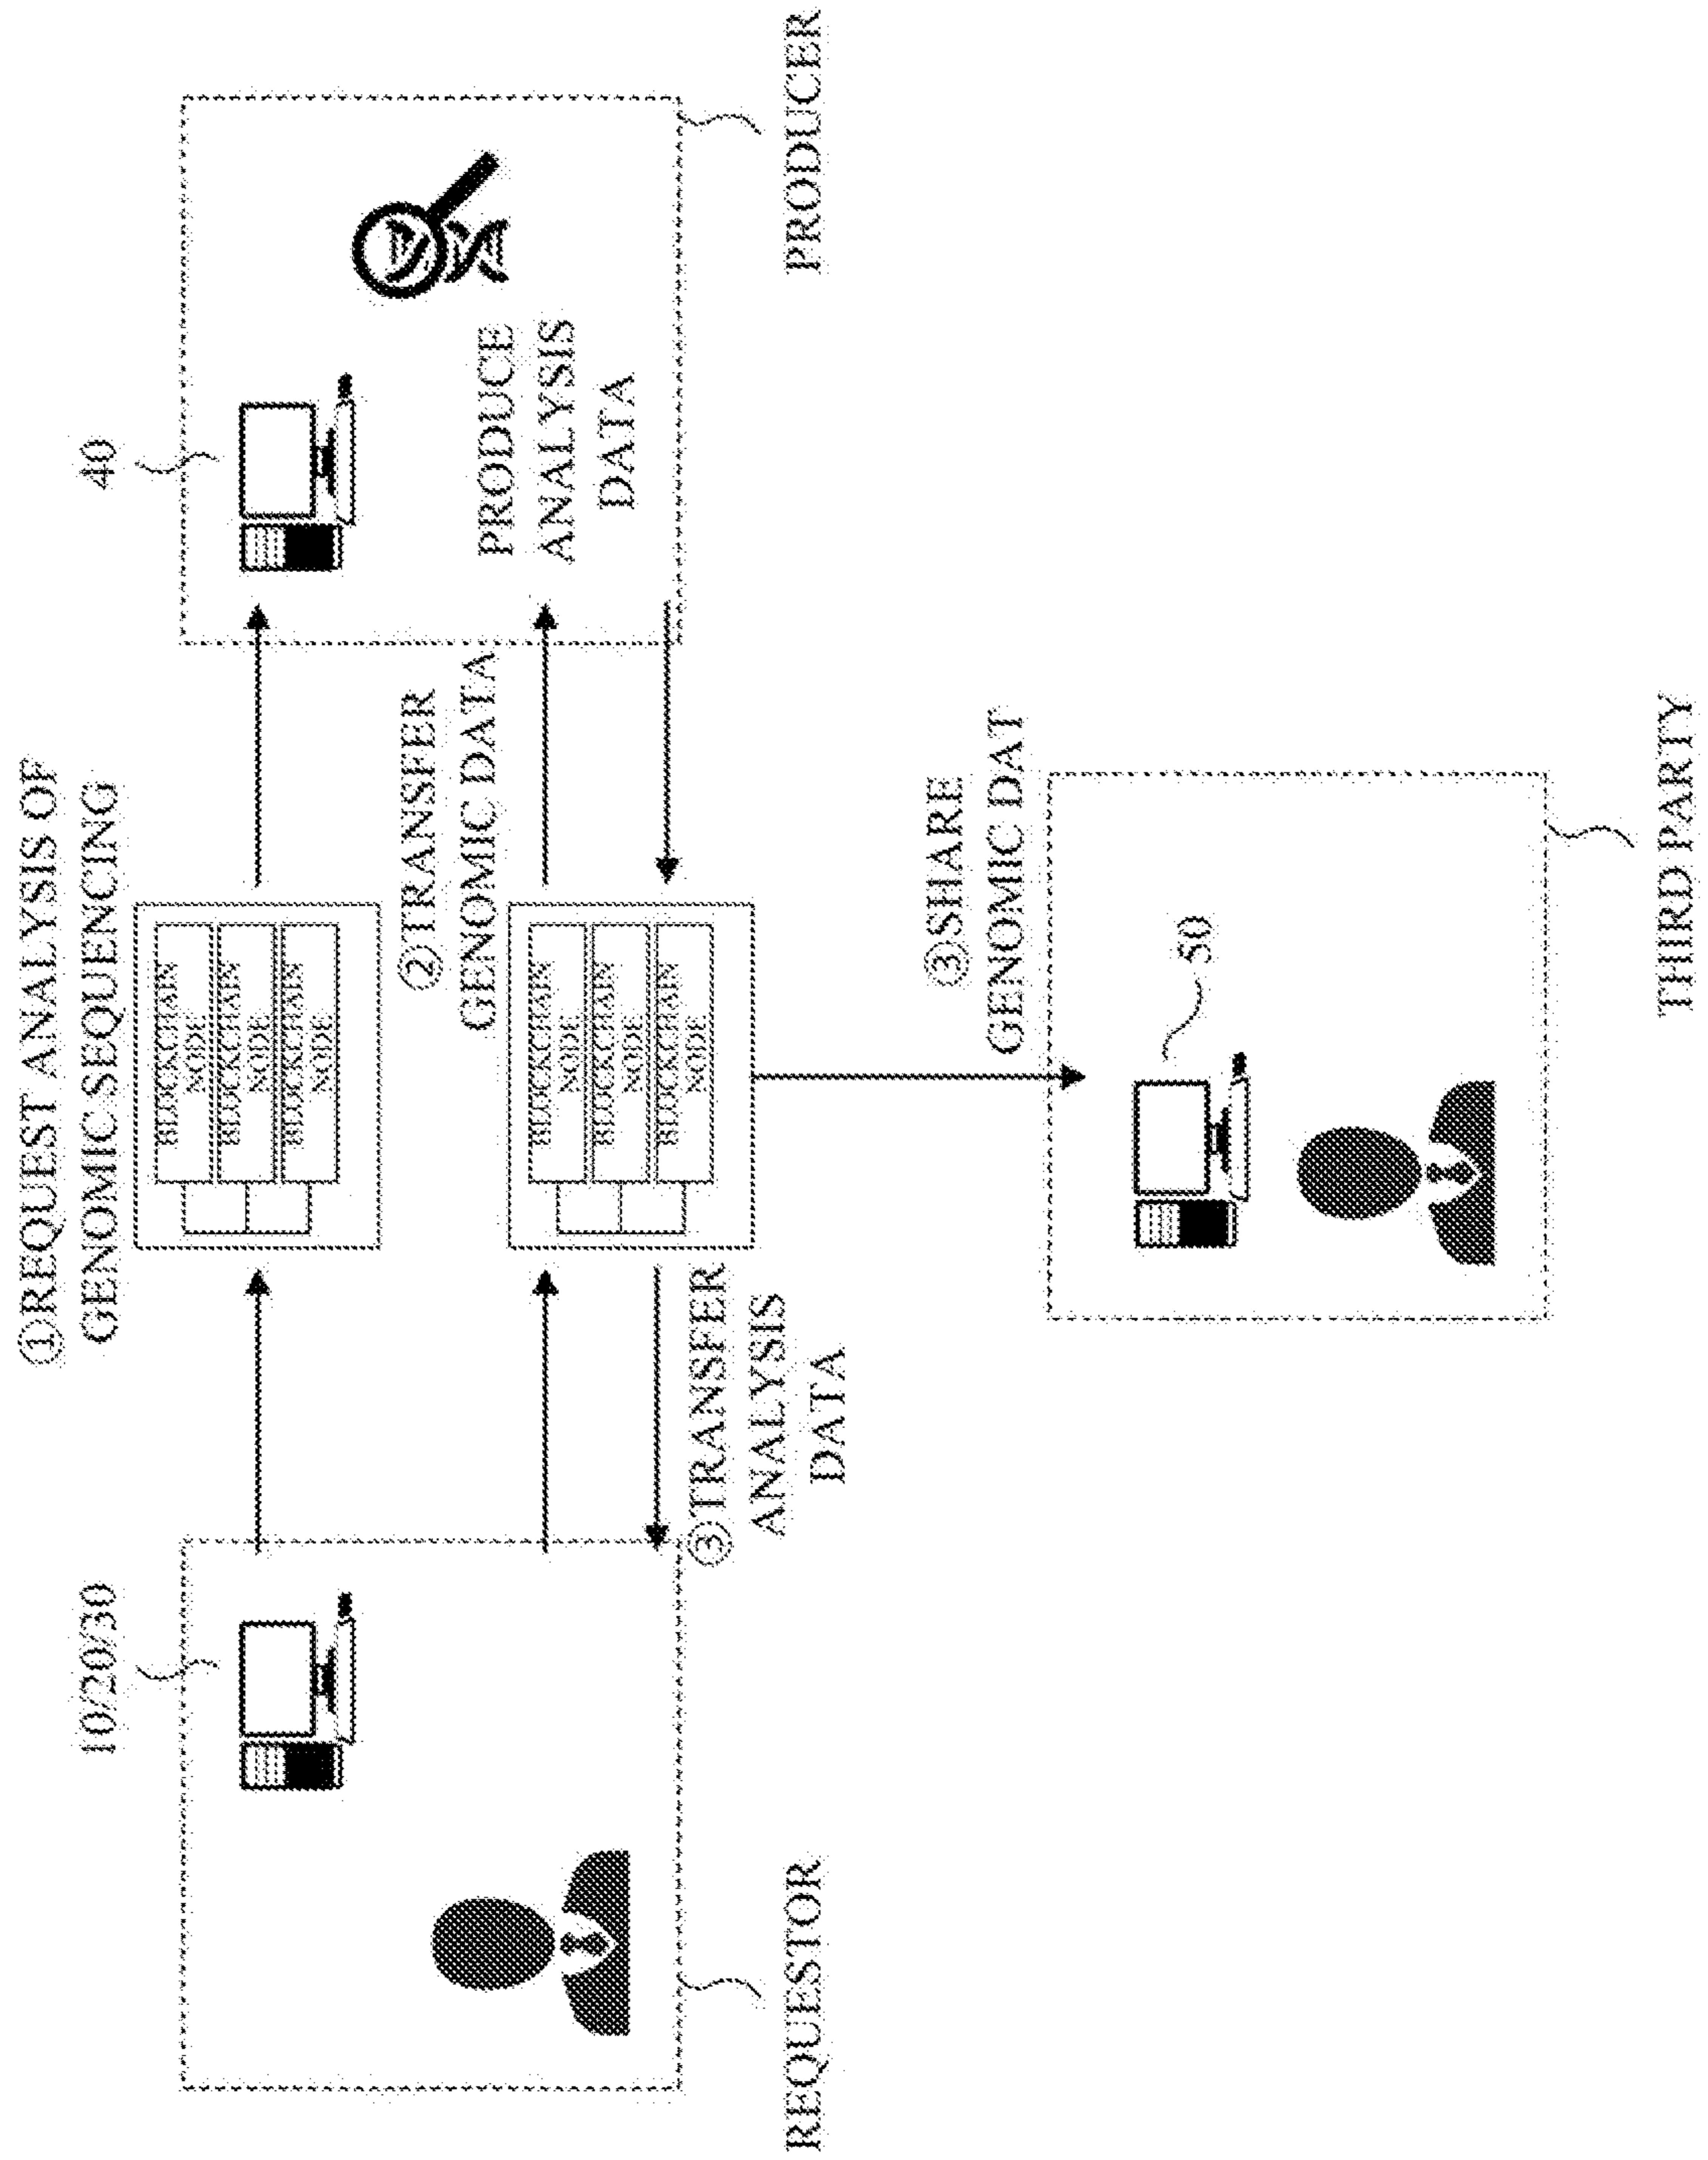 ①REQUEST ANALYSIS OF
GENOMIC SEQUENCING
10/20/30
40
BLOCKCHAIN
NODE
BLOCKCHAIN
NODE
BLOCKCHAIN
NODE
②TRANSFER
GENOMIC DATA
PRODUCE
ANALYSIS
DATA
BLOCKCHAIN
NODE
BLOCKCHAIN
NODE
BLOCKCHAIN
NODE
③TRANSFER
ANALYSIS
DATA
REQUESTOR
PRODUCER
③SHARE
GENOMIC DAT
50
THIRD PARTY